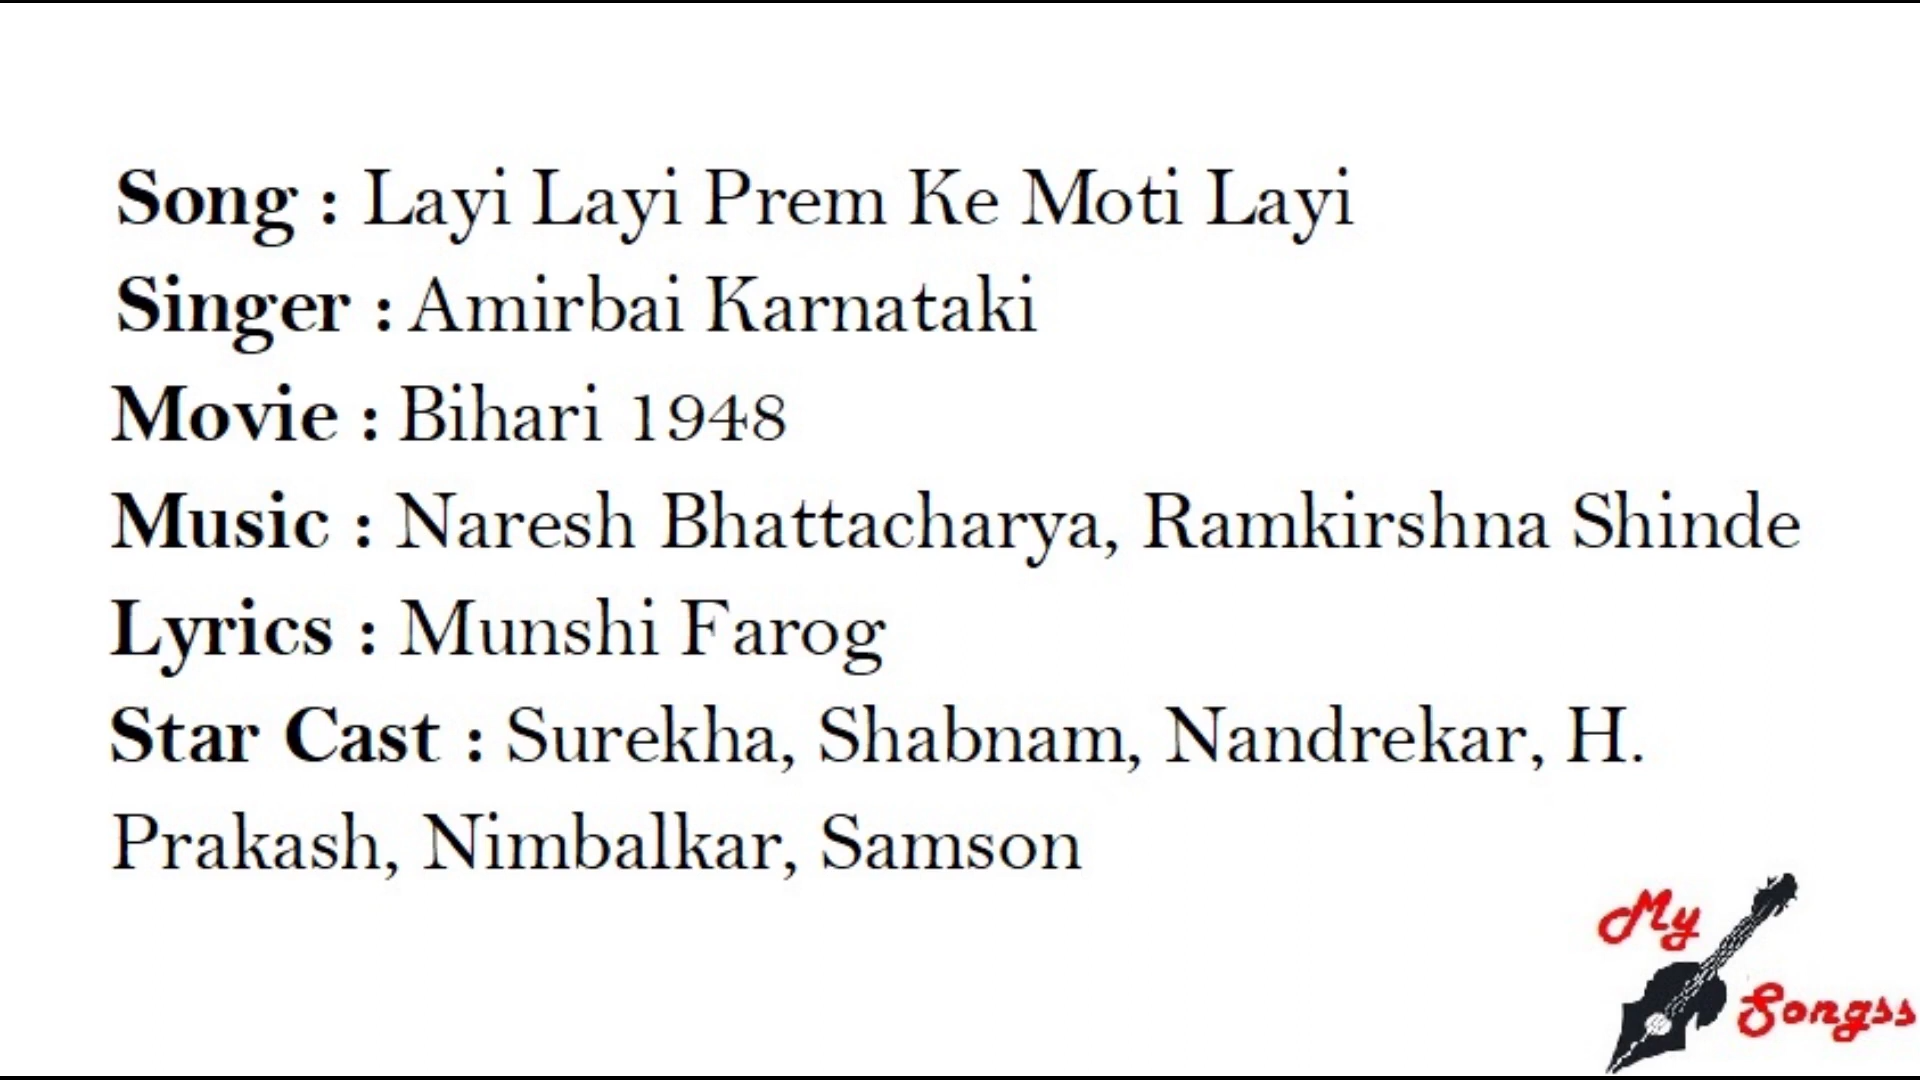 Song : Layi Layi Prem Ke Moti Layi
Singer : Amirbai Karnataki
Movie : Bihari 1948
Music : Naresh Bhattacharya, Ramkirshna Shinde
Lyrics : Munshi Farog
Star Cast : Surekha, Shabnam, Nandrekar, H.
Prakash, Nimbalkar, Samson
My
Songss